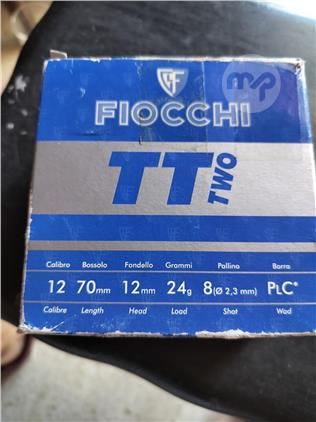 mp
FIOCCHI
TT TWO
Calibro Bossolo Fondello Grammi Pallino Borra
12 70mm 12mm 24g 8(Ø 2,3 mm) PLC*
Calibre Length Head Load Shot Wad